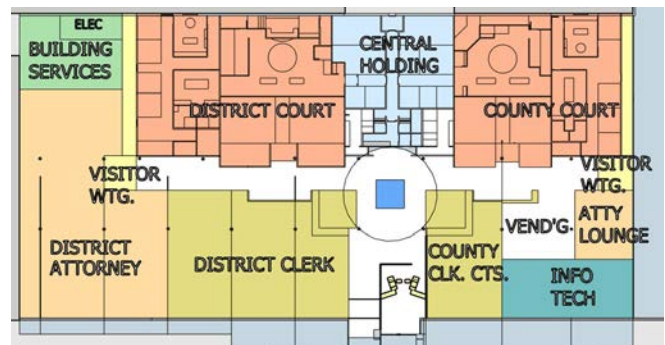 ELEC
BUILDING
SERVICES
CENTRAL
HOLDING
DISTRICT COURT
COUNTY COURT
VISITOR
WTG.
VISITOR
WTG.
DISTRICT
ATTORNEY
DISTRICT CLERK
COUNTY
CLK. CTS.
VEND'G.
ATTY
LOUNGE
INFO
TECH